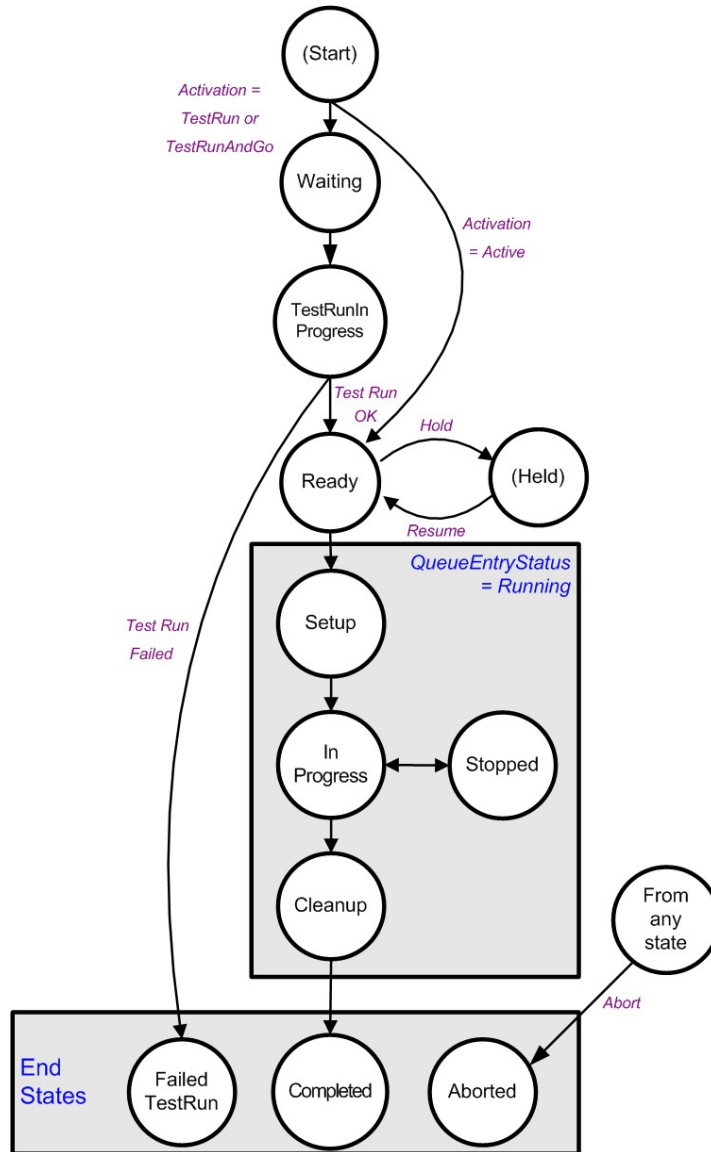 (Start)
Activation =
TestRun or
TestRunAndGo
Waiting
Activation
= Active
TestRunIn
Progress
Test Run
OK
Hold
Ready
(Held)
Resume
QueueEntryStatus
= Running
Setup
Test Run
Failed
In
Progress
Stopped
Cleanup
From
any
state
Abort
End
States
Failed
TestRun
Completed
Aborted